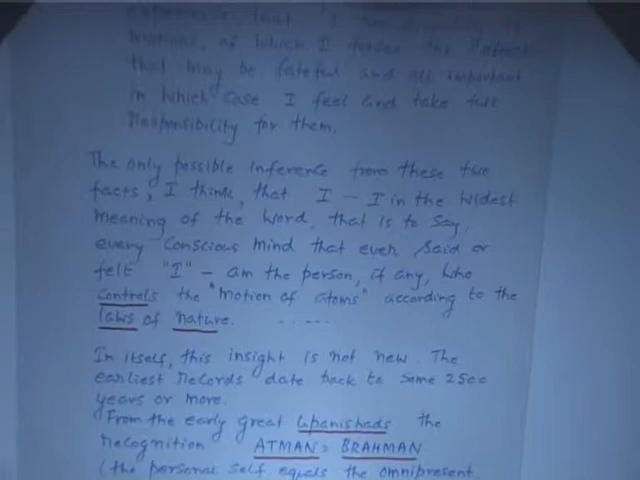 experience, that I
motions, of which I foresee the effects
that may be fateful and all important
in which case I feel and take full
responsibility for them.
The only possible inference from these two
facts, I think, that I - I in the widest
meaning of the word, that is to say,
every conscious mind that ever said or
felt "I" - am the person, if any, who
controls the "motion of atoms" according to the
laws of nature. ......
In itself, this insight is not new. The
earliest records date back to some 2500
years or more.
From the early great Upanishads the
recognition ATMAN = BRAHMAN
(the personal self equals the omnipresent,